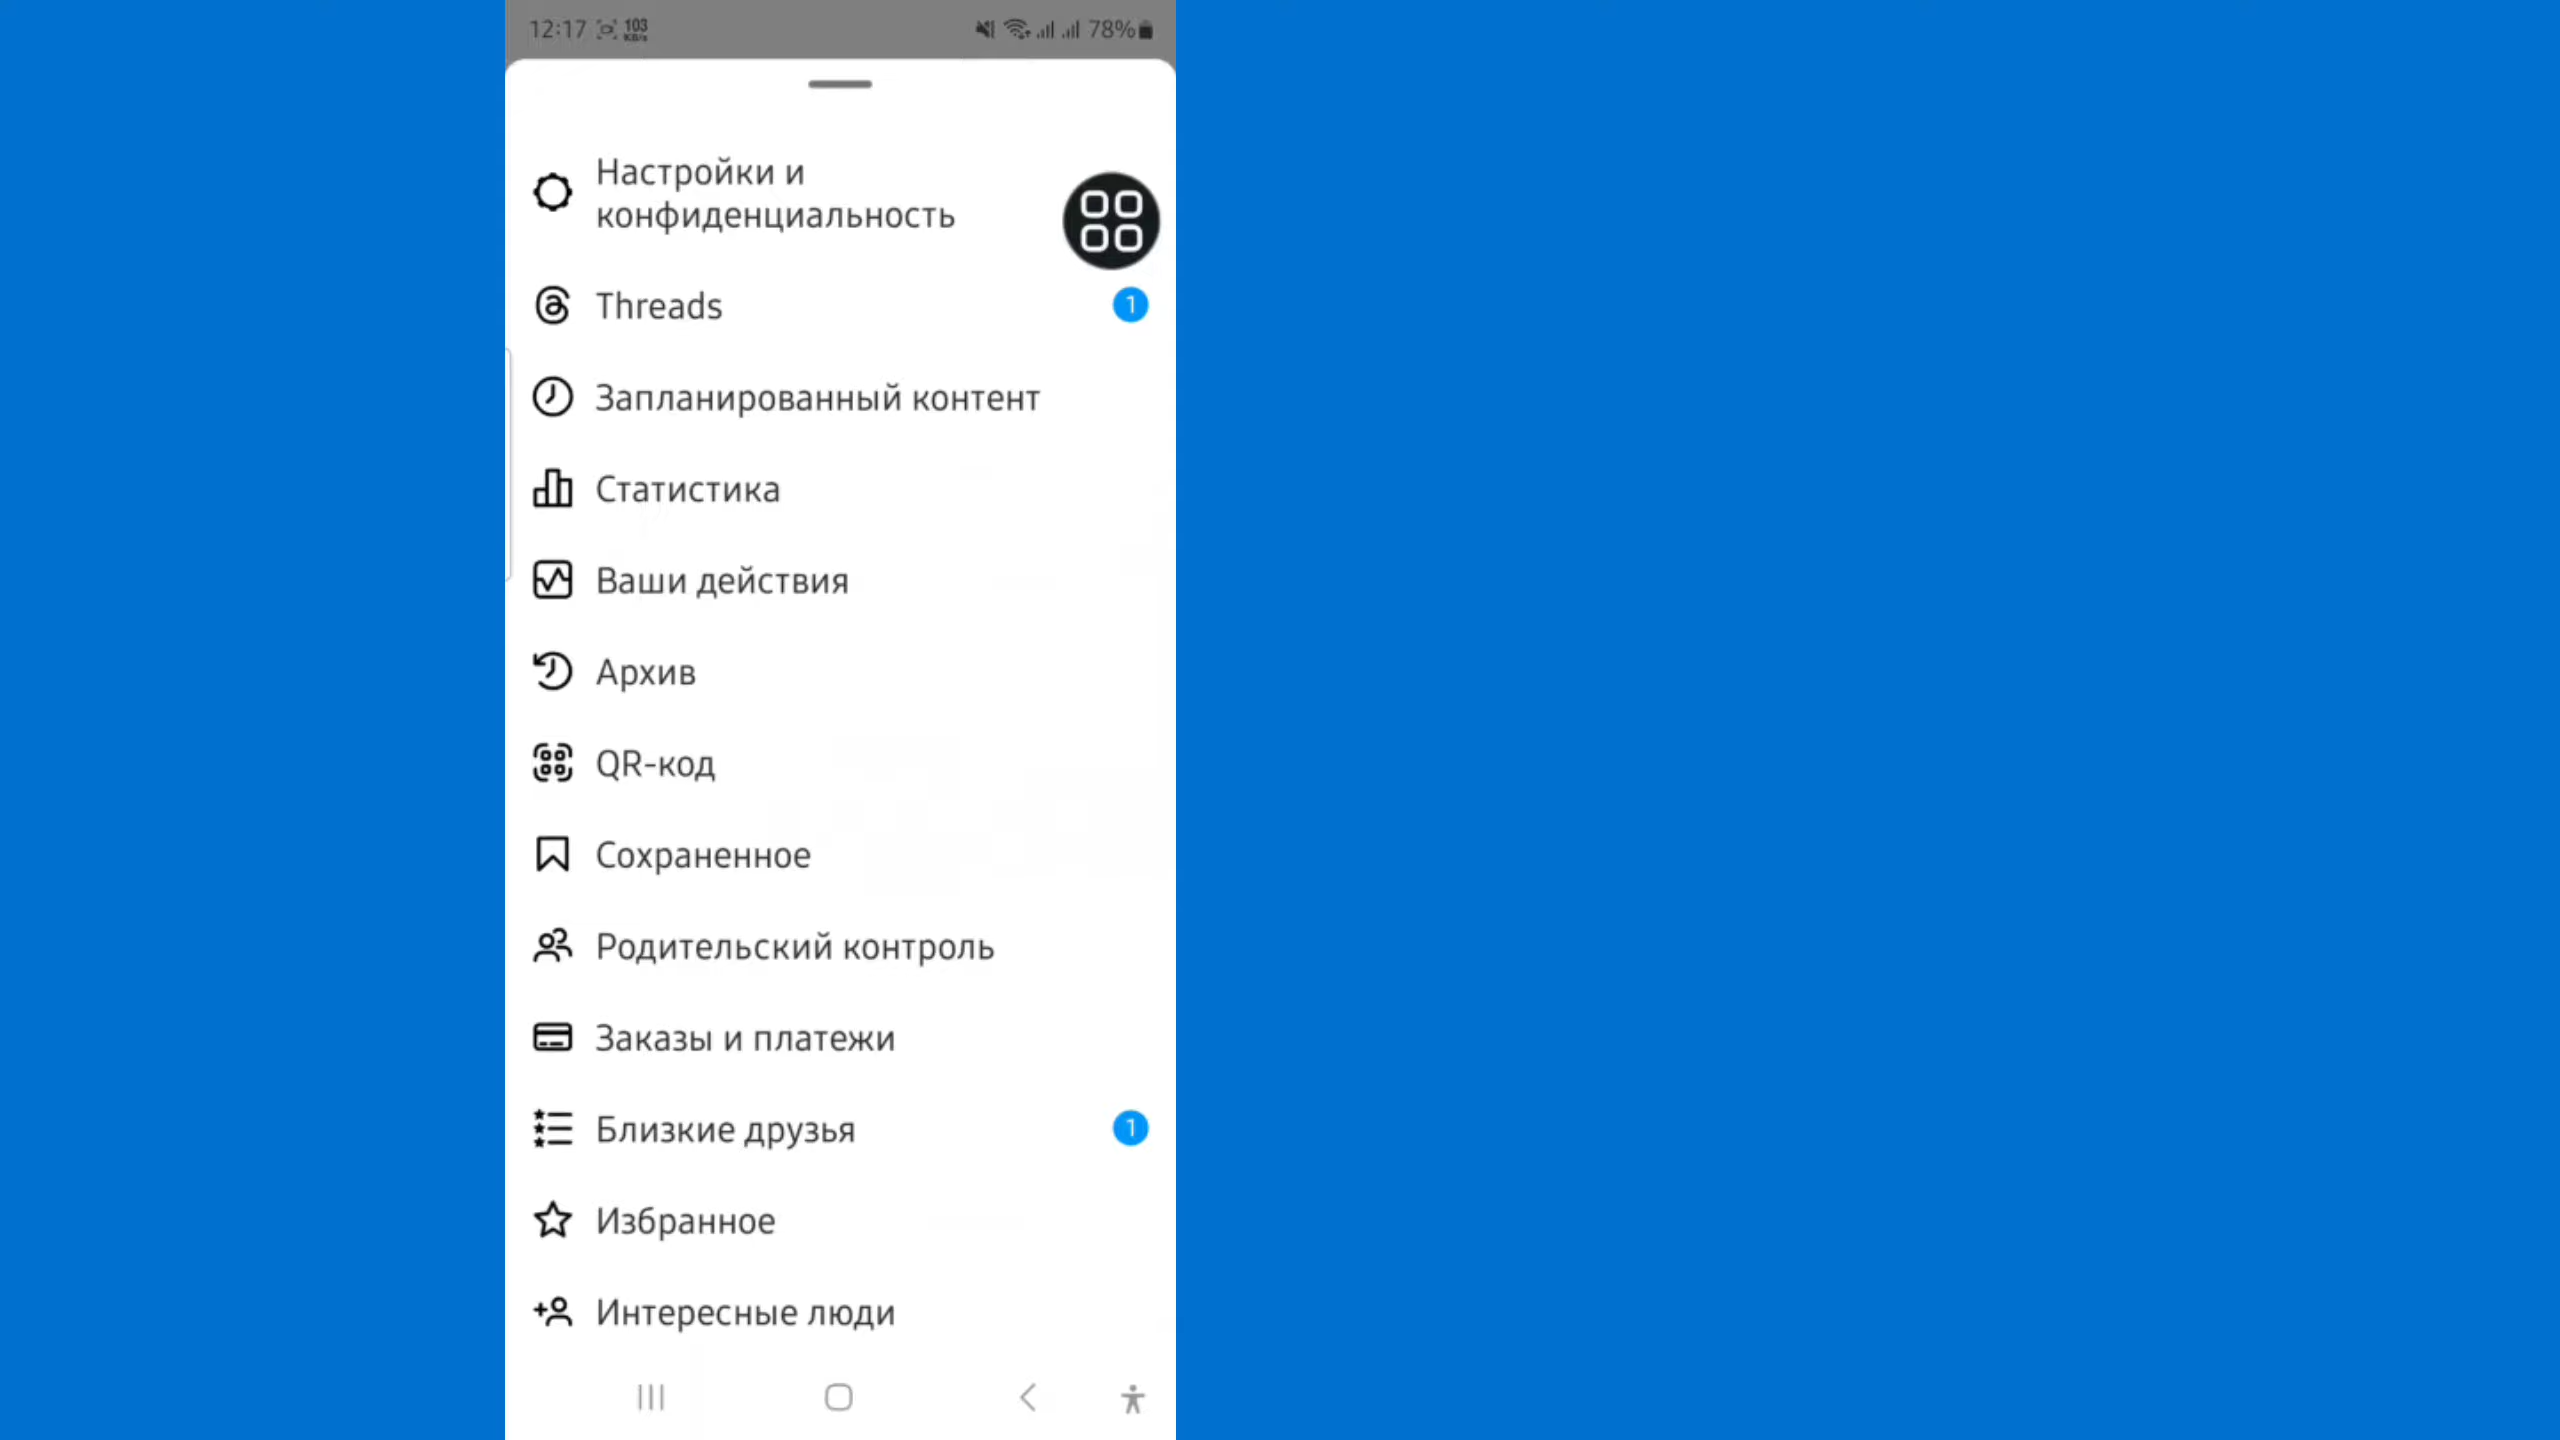 12:17 103 KB/s 78%
Настройки и
конфиденциальность
Threads 1
Запланированный контент
Статистика
Ваши действия
Архив
QR-код
Сохраненное
Родительский контроль
Заказы и платежи
Близкие друзья 1
Избранное
Интересные люди